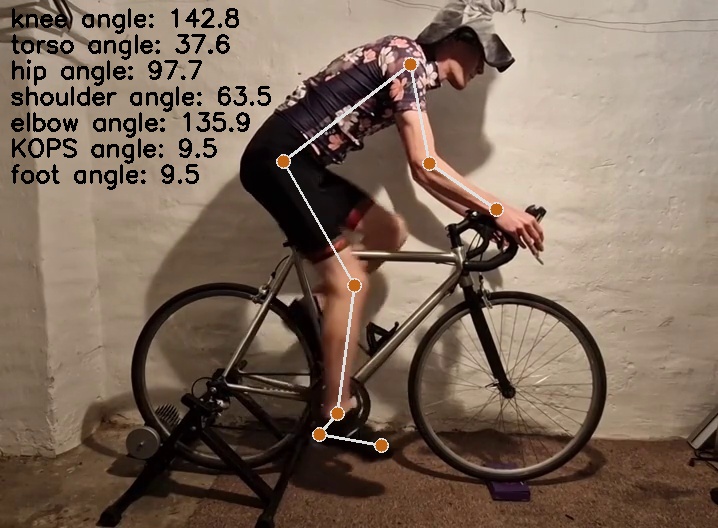 knee angle: 142.8
torso angle: 37.6
hip angle: 97.7
shoulder angle: 63.5
elbow angle: 135.9
KOPS angle: 9.5
foot angle: 9.5